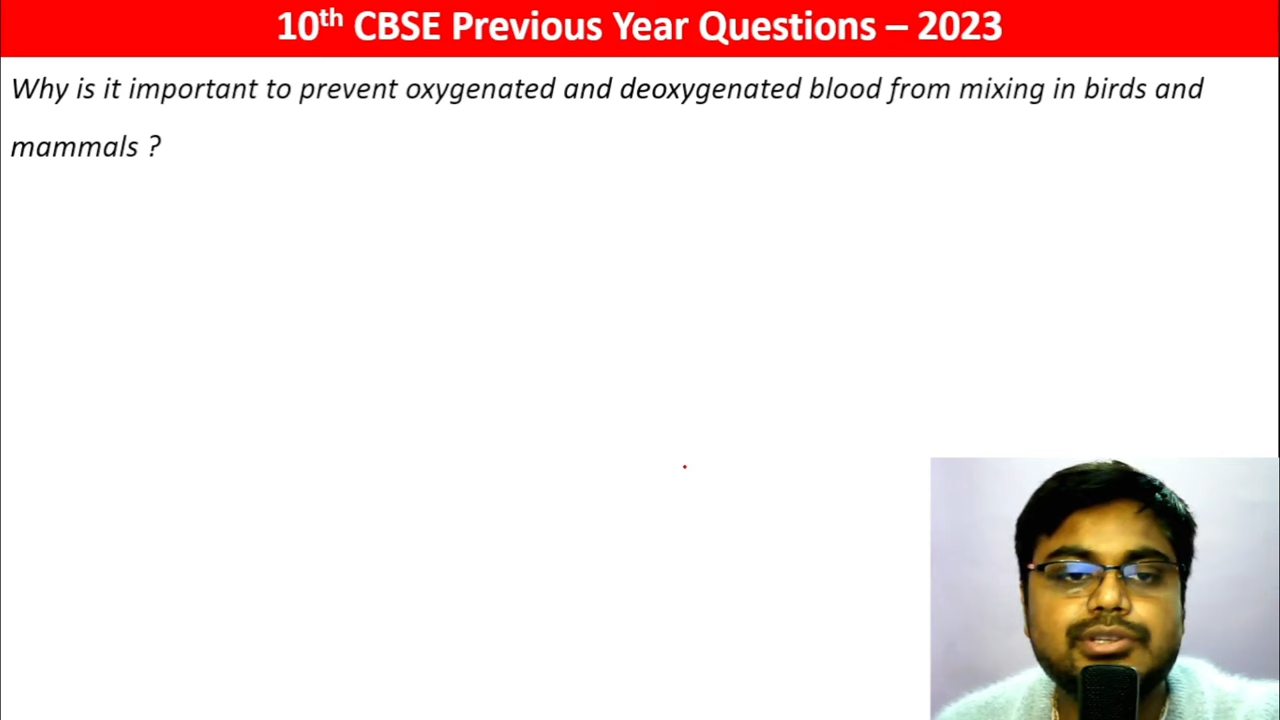 10th CBSE Previous Year Questions – 2023
Why is it important to prevent oxygenated and deoxygenated blood from mixing in birds and
mammals ?